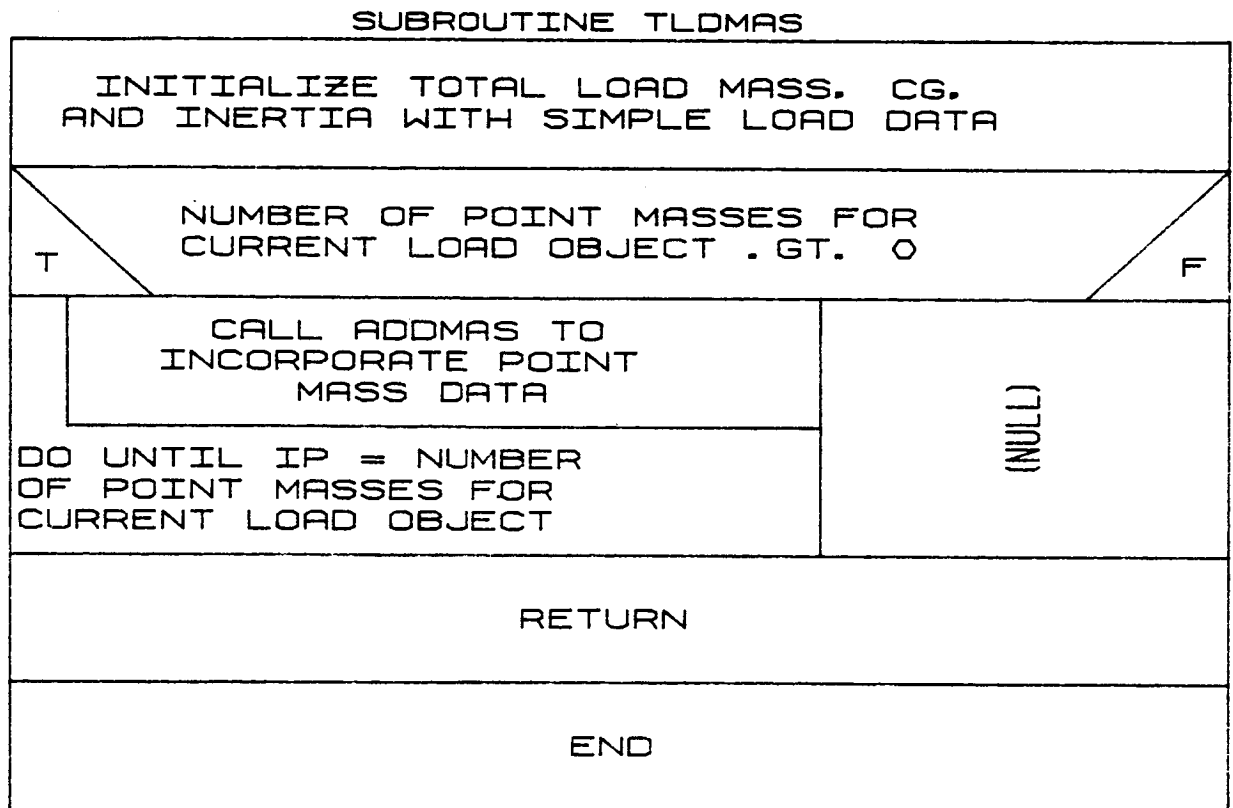 SUBROUTINE TLDMAS
INITIALIZE TOTAL LOAD MASS. CG.
AND INERTIA WITH SIMPLE LOAD DATA
NUMBER OF POINT MASSES FOR
CURRENT LOAD OBJECT .GT. 0
T
F
CALL ADDMAS TO
INCORPORATE POINT
MASS DATA
(NULL)
DO UNTIL IP = NUMBER
OF POINT MASSES FOR
CURRENT LOAD OBJECT
RETURN
END